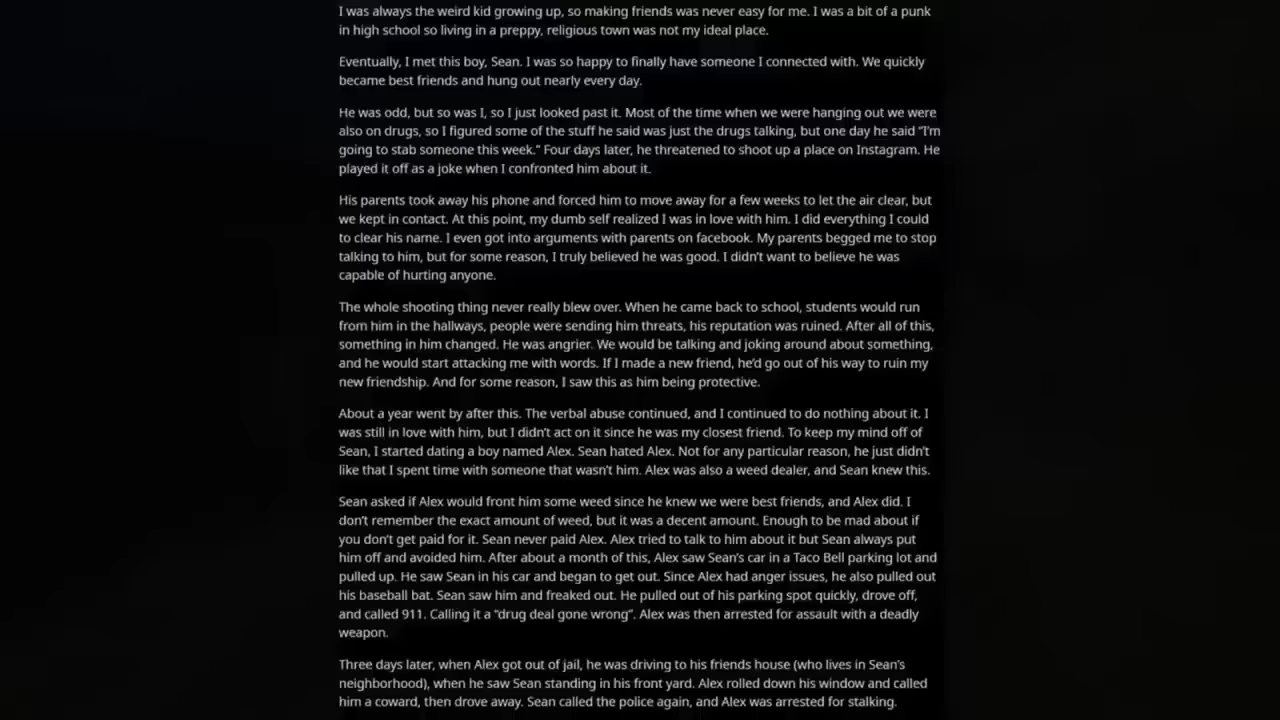 I was always the weird kid growing up, so making friends was never easy for me. I was a bit of a punk
in high school so living in a preppy, religious town was not my ideal place.
Eventually, I met this boy, Sean. I was so happy to finally have someone I connected with. We quickly
became best friends and hung out nearly every day.
He was odd, but so was I, so I just looked past it. Most of the time when we were hanging out we were
also on drugs, so I figured some of the stuff he said was just the drugs talking, but one day he said “I’m
going to stab someone this week.” Four days later, he threatened to shoot up a place on Instagram. He
played it off as a joke when I confronted him about it.
His parents took away his phone and forced him to move away for a few weeks to let the air clear, but
we kept in contact. At this point, my dumb self realized I was in love with him. I did everything I could
to clear his name. I even got into arguments with parents on facebook. My parents begged me to stop
talking to him, but for some reason, I truly believed he was good. I didn’t want to believe he was
capable of hurting anyone.
The whole shooting thing never really blew over. When he came back to school, students would run
from him in the hallways, people were sending him threats, his reputation was ruined. After all of this,
something in him changed. He was angrier. We would be talking and joking around about something,
and he would start attacking me with words. If I made a new friend, he’d go out of his way to ruin my
new friendship. And for some reason, I saw this as him being protective.
About a year went by after this. The verbal abuse continued, and I continued to do nothing about it. I
was still in love with him, but I didn’t act on it since he was my closest friend. To keep my mind off of
Sean, I started dating a boy named Alex. Sean hated Alex. Not for any particular reason, he just didn’t
like that I spent time with someone that wasn’t him. Alex was also a weed dealer, and Sean knew this.
Sean asked if Alex would front him some weed since he knew we were best friends, and Alex did. I
don’t remember the exact amount of weed, but it was a decent amount. Enough to be mad about if
you don’t get paid for it. Sean never paid Alex. Alex tried to talk to him about it but Sean always put
him off and avoided him. After about a month of this, Alex saw Sean’s car in a Taco Bell parking lot and
pulled up. He saw Sean in his car and began to get out. Since Alex had anger issues, he also pulled out
his baseball bat. Sean saw him and freaked out. He pulled out of his parking spot quickly, drove off,
and called 911. Calling it a “drug deal gone wrong”. Alex was then arrested for assault with a deadly
weapon.
Three days later, when Alex got out of jail, he was driving to his friends house (who lives in Sean’s
neighborhood), when he saw Sean standing in his front yard. Alex rolled down his window and called
him a coward, then drove away. Sean called the police again, and Alex was arrested for stalking.